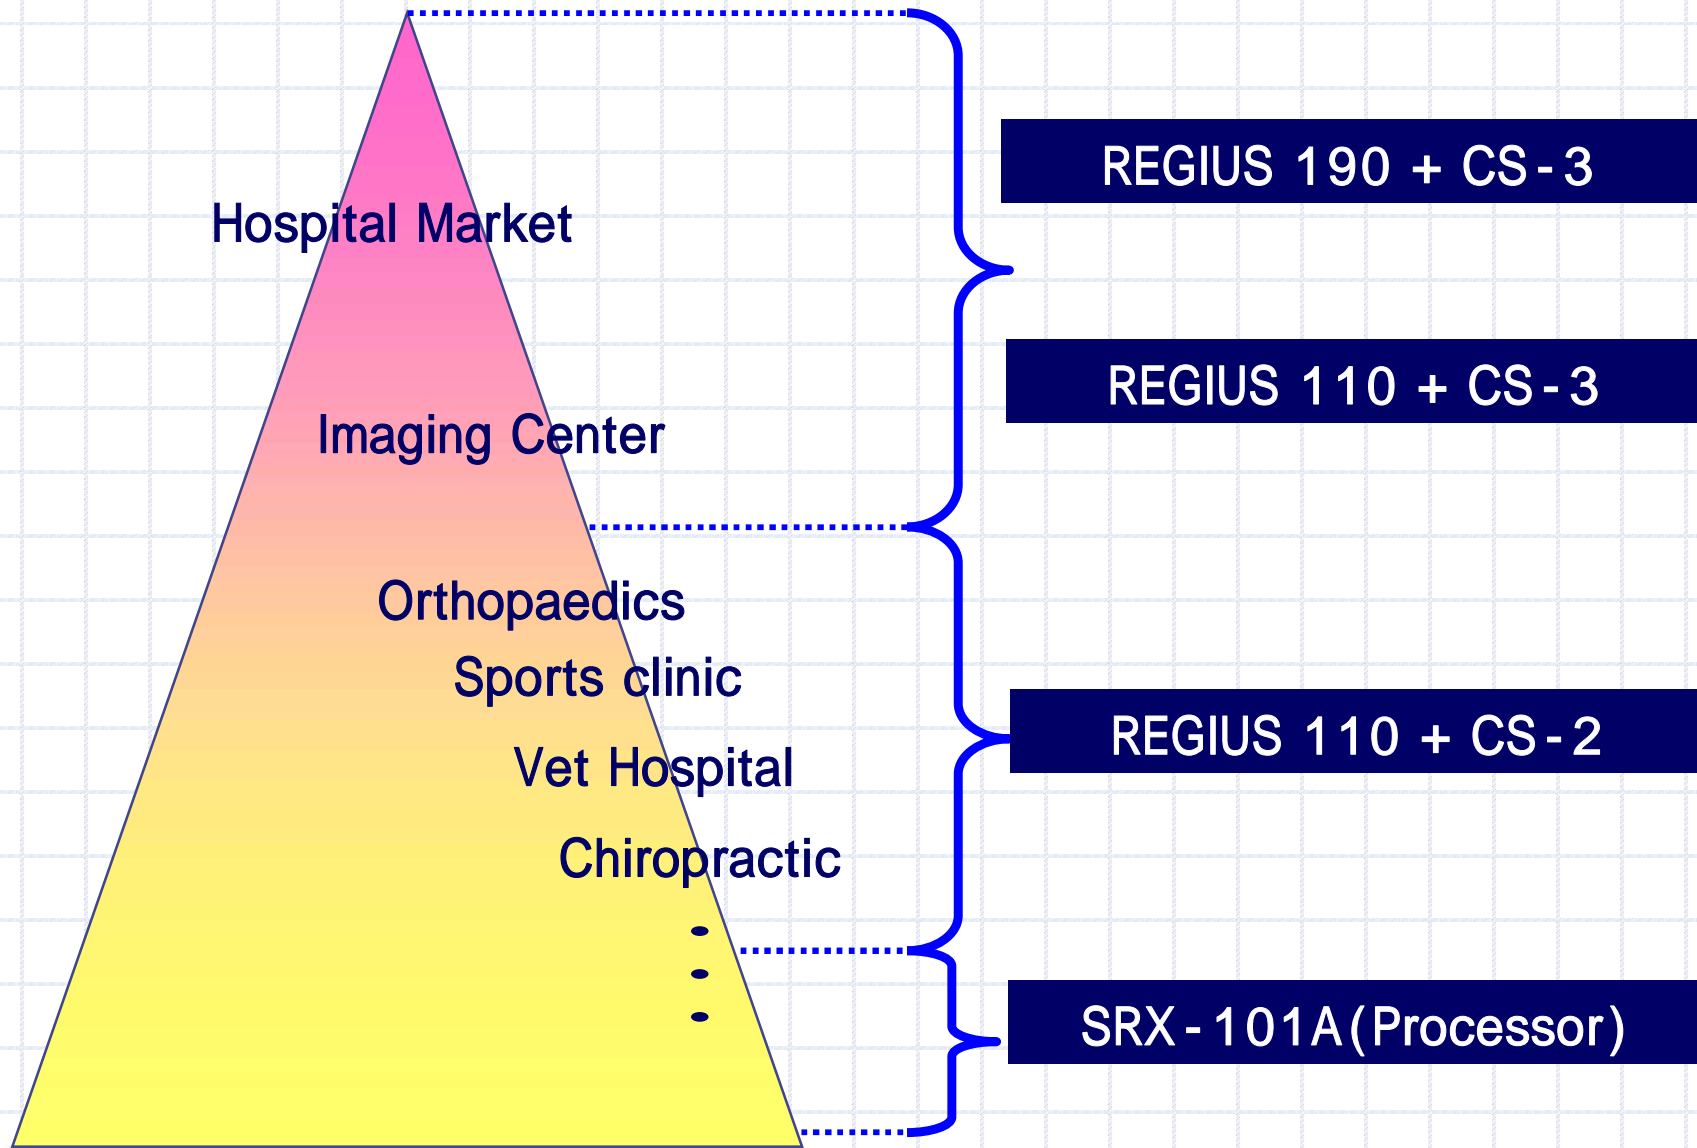 REGIUS 190 + CS-3
Hospital Market
REGIUS 110 + CS-3
Imaging Center
Orthopaedics
Sports clinic
Vet Hospital
REGIUS 110 + CS-2
Chiropractic
SRX-101A(Processor)